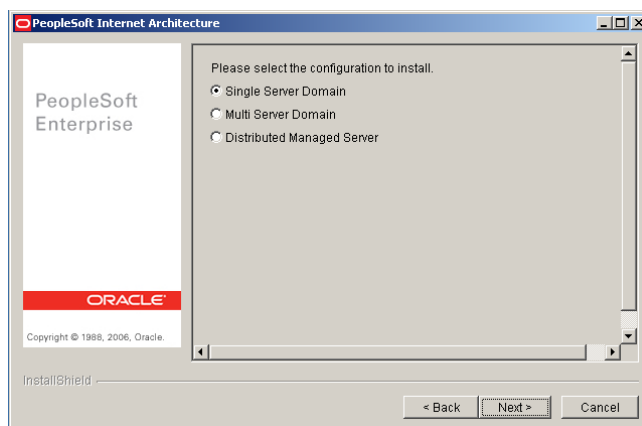 PeopleSoft Internet Architecture
PeopleSoft
Enterprise
Please select the configuration to install.
Single Server Domain
Multi Server Domain
Distributed Managed Server
ORACLE
Copyright © 1988, 2006, Oracle.
InstallShield
< Back
Next >
Cancel